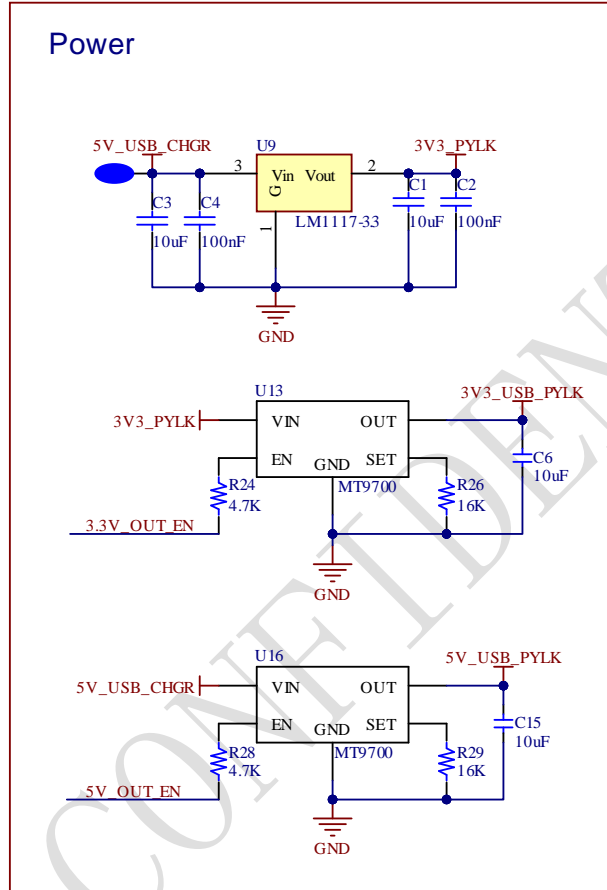 Power
5V_USB_CHGR
U9
3V3_PYLK
3
Vin
Vout
2
G
1
LM1117-33
C3
10uF
C4
100nF
C1
10uF
C2
100nF
GND
U13
3V3_USB_PYLK
3V3_PYLK
VIN
OUT
EN
GND
SET
MT9700
C6
10uF
R24
4.7K
R26
16K
3.3V_OUT_EN
GND
U16
5V_USB_PYLK
5V_USB_CHGR
VIN
OUT
EN
GND
SET
MT9700
C15
10uF
R28
4.7K
R29
16K
5V_OUT_EN
GND
CONFIDENT